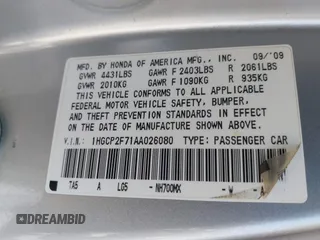 MFD. BY HONDA OF AMERICA MFG., INC. 09/'09
GVWR 4431LBS GAWR F 2403LBS R 2061LBS
GVWR 2010KG GAWR F 1090KG R 935KG
THIS VEHICLE CONFORMS TO ALL APPLICABLE
FEDERAL MOTOR VEHICLE SAFETY, BUMPER,
AND THEFT PREVENTION STANDARDS IN EFFECT
ON THE DATE OF MANUFACTURE SHOWN ABOVE.
V.I.N.: 1HGCP2F71AA026080 TYPE: PASSENGER CAR
TA5 A L05 - NH700MX - W
DREAMBID